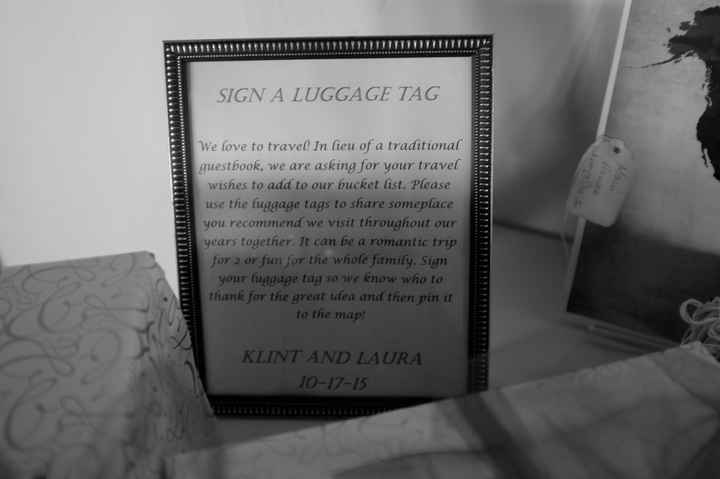 SIGN A LUGGAGE TAG
We love to travel! In lieu of a traditional
guestbook, we are asking for your travel
wishes to add to our bucket list. Please
use the luggage tags to share someplace
you recommend we visit throughout our
years together. It can be a romantic trip
for 2 or fun for the whole family. Sign
your luggage tag so we know who to
thank for the great idea and then pin it
to the map!
KLINT AND LAURA
10-17-15